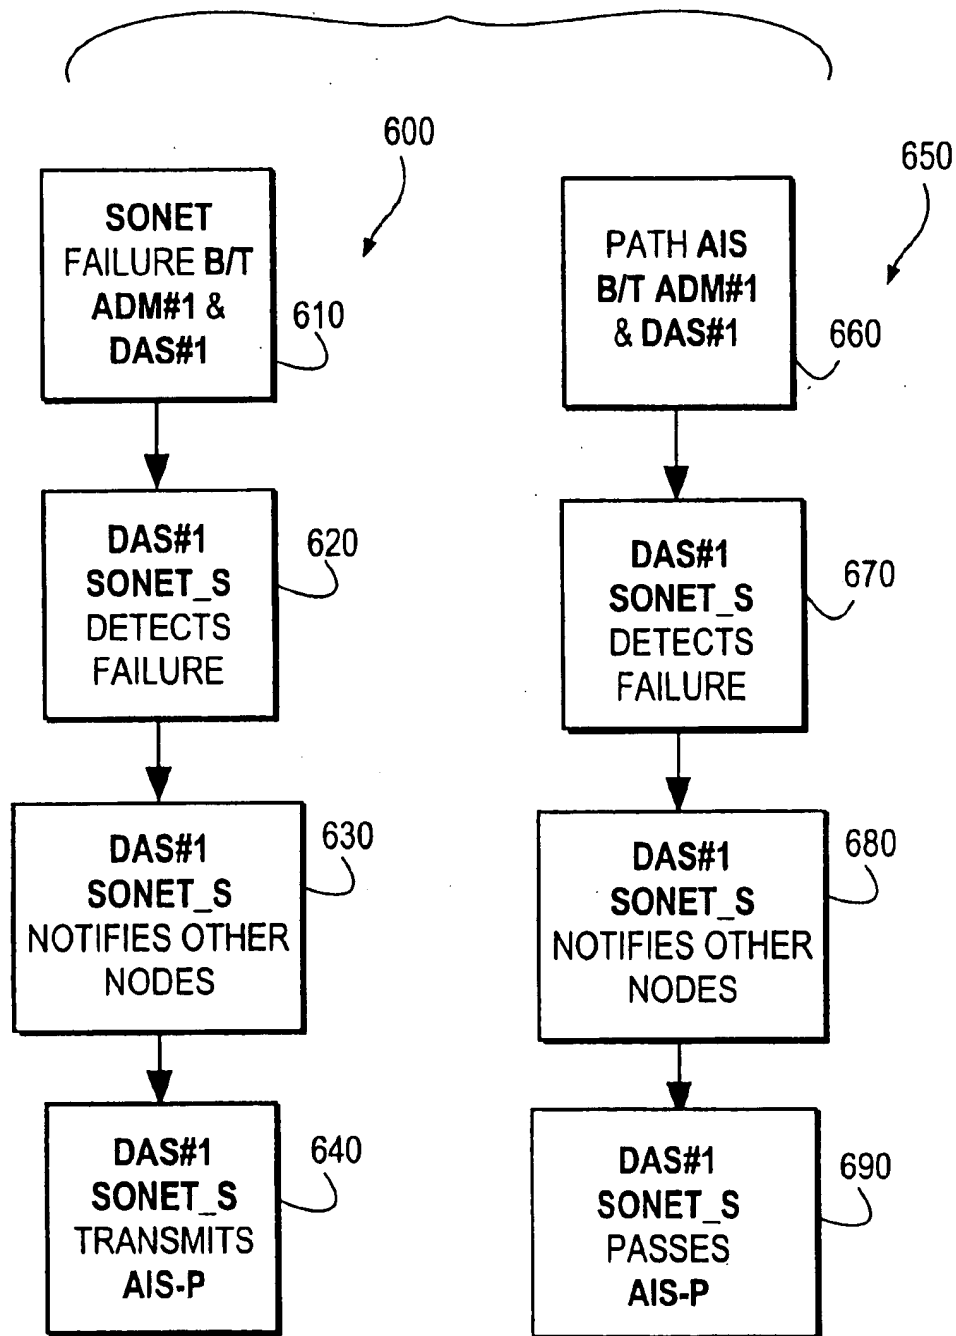 600
SONET
FAILURE B/T
ADM#1 &
DAS#1
610
DAS#1
SONET_S
DETECTS
FAILURE
620
DAS#1
SONET_S
NOTIFIES OTHER
NODES
630
DAS#1
SONET_S
TRANSMITS
AIS-P
640
650
PATH AIS
B/T ADM#1
& DAS#1
660
DAS#1
SONET_S
DETECTS
FAILURE
670
DAS#1
SONET_S
NOTIFIES OTHER
NODES
680
DAS#1
SONET_S
PASSES
AIS-P
690